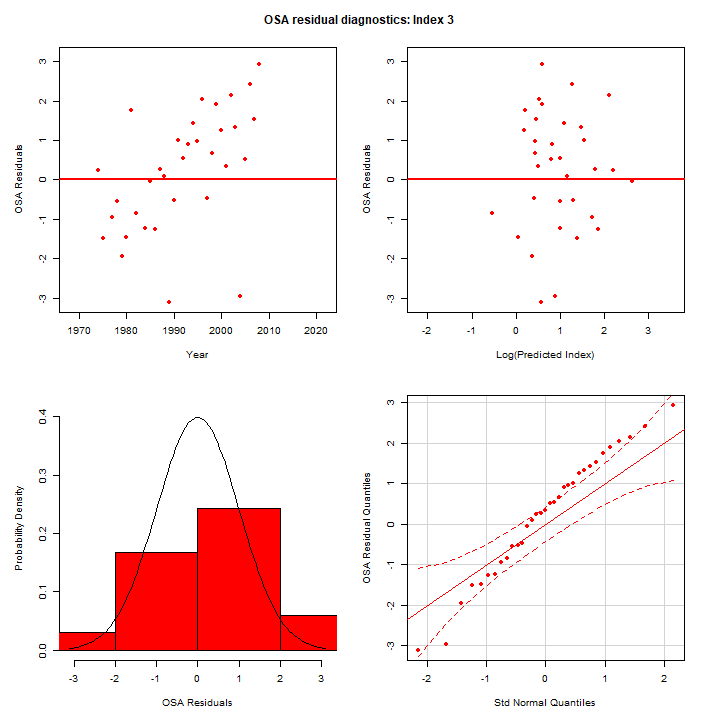 OSA residual diagnostics: Index 3
OSA Residuals
3
2
1
0
-1
-2
-3
1970 1980 1990 2000 2010 2020
Year
OSA Residuals
3
2
1
0
-1
-2
-3
-2 -1 0 1 2 3
Log(Predicted Index)
Probability Density
0.4
0.3
0.2
0.1
0.0
-3 -2 -1 0 1 2 3
OSA Residuals
OSA Residual Quantiles
3
2
1
0
-1
-2
-3
-2 -1 0 1 2
Std Normal Quantiles